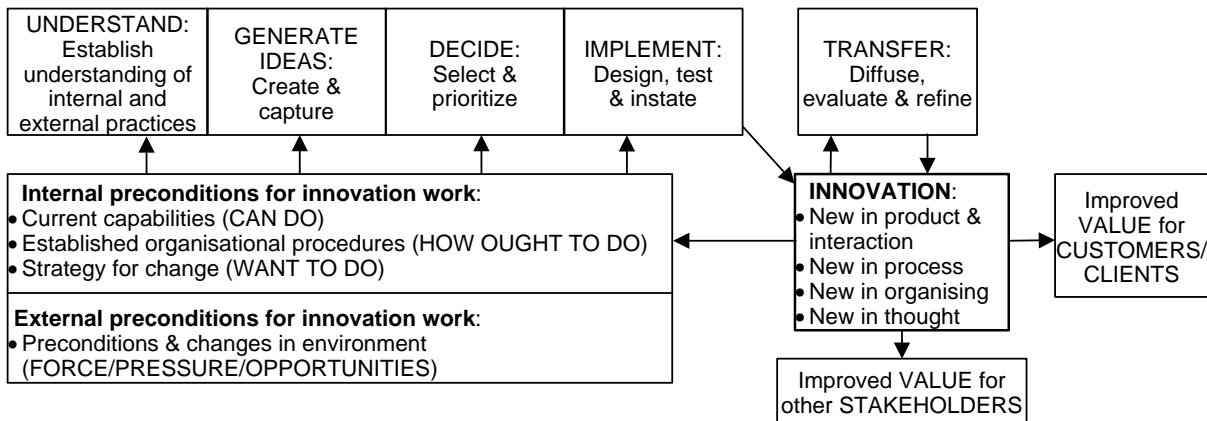 UNDERSTAND:
Establish
understanding of
internal and
external practices
GENERATE
IDEAS:
Create &
capture
DECIDE:
Select &
prioritize
IMPLEMENT:
Design, test
& instate
TRANSFER:
Diffuse,
evaluate & refine
Internal preconditions for innovation work:
• Current capabilities (CAN DO)
• Established organisational procedures (HOW OUGHT TO DO)
• Strategy for change (WANT TO DO)
External preconditions for innovation work:
• Preconditions & changes in environment
(FORCE/PRESSURE/OPPORTUNITIES)
INNOVATION:
• New in product &
interaction
• New in process
• New in organising
• New in thought
Improved
VALUE for
CUSTOMERS/
CLIENTS
Improved VALUE for
other STAKEHOLDERS